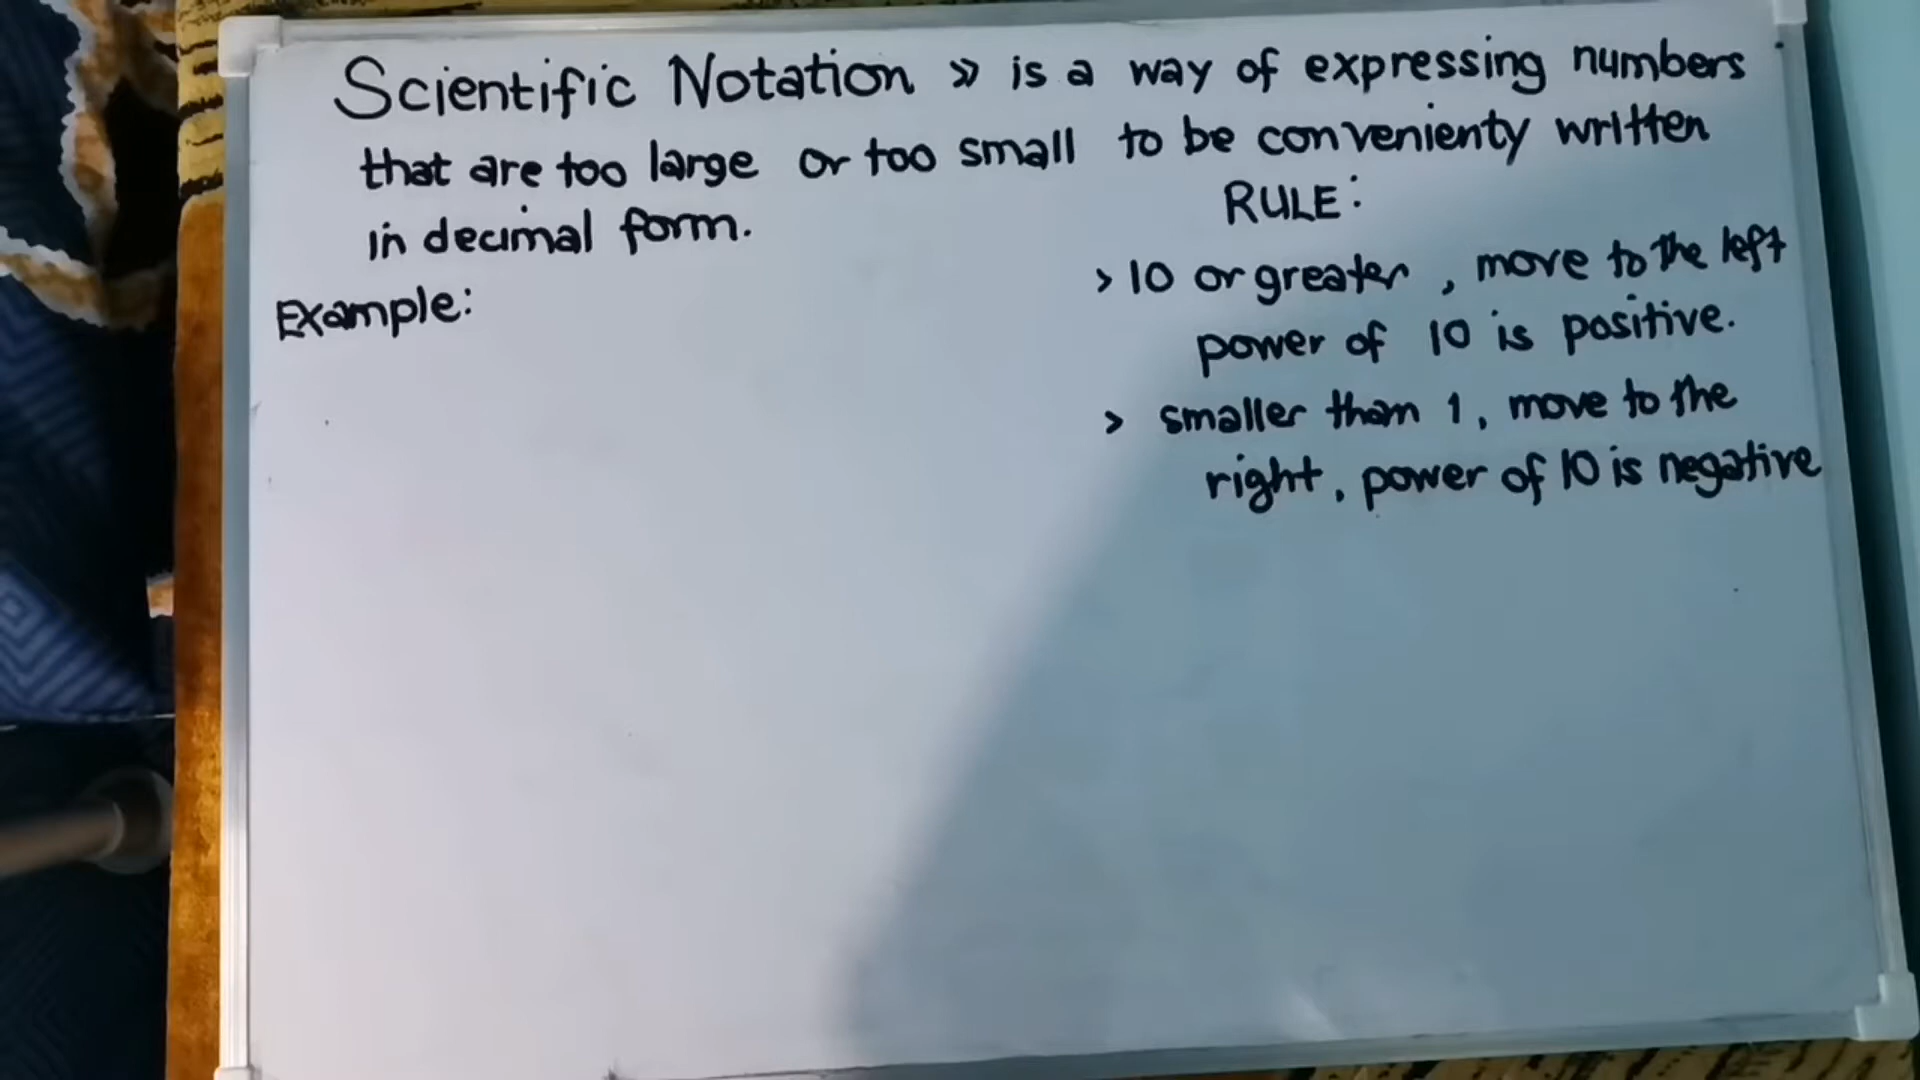 Scientific Notation » is a way of expressing numbers
that are too large or too small to be convenienty written
in decimal form.
RULE:
Example:
> 10 or greater, move to the left
power of 10 is positive.
> smaller than 1, move to the
right, power of 10 is negative